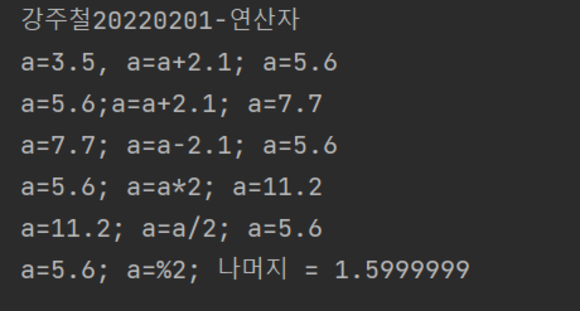 강주철20220201-연산자
a=3.5, a=a+2.1; a=5.6
a=5.6;a=a+2.1; a=7.7
a=7.7; a=a-2.1; a=5.6
a=5.6; a=a*2; a=11.2
a=11.2; a=a/2; a=5.6
a=5.6; a=%2; 나머지 = 1.5999999